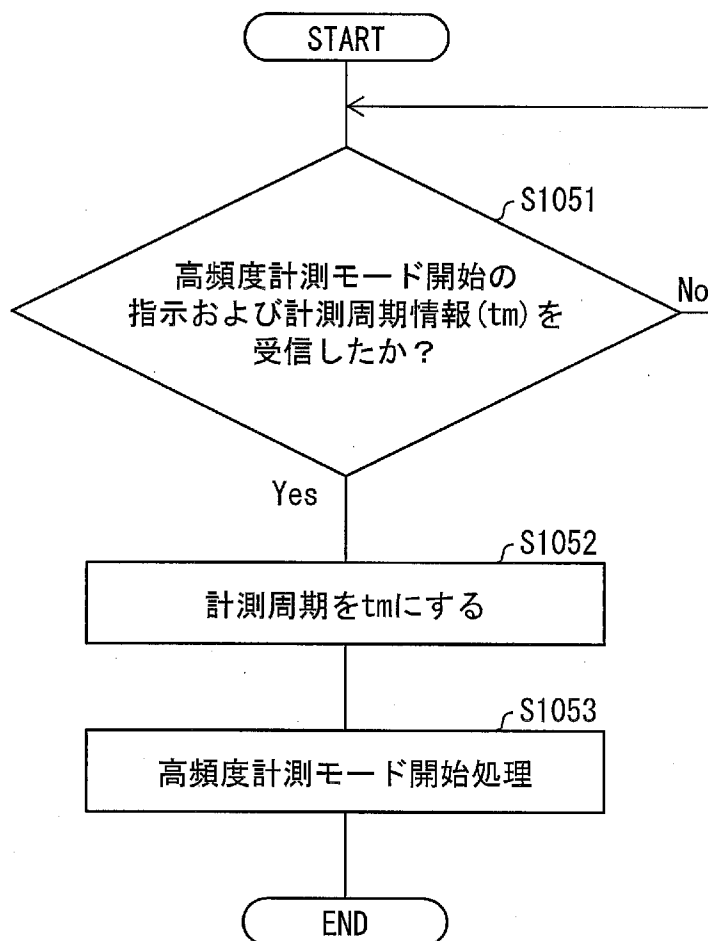 START
S1051
高頻度計測モード開始の
指示および計測周期情報(tm)を
受信したか？
No
Yes
S1052
計測周期をtmにする
S1053
高頻度計測モード開始処理
END